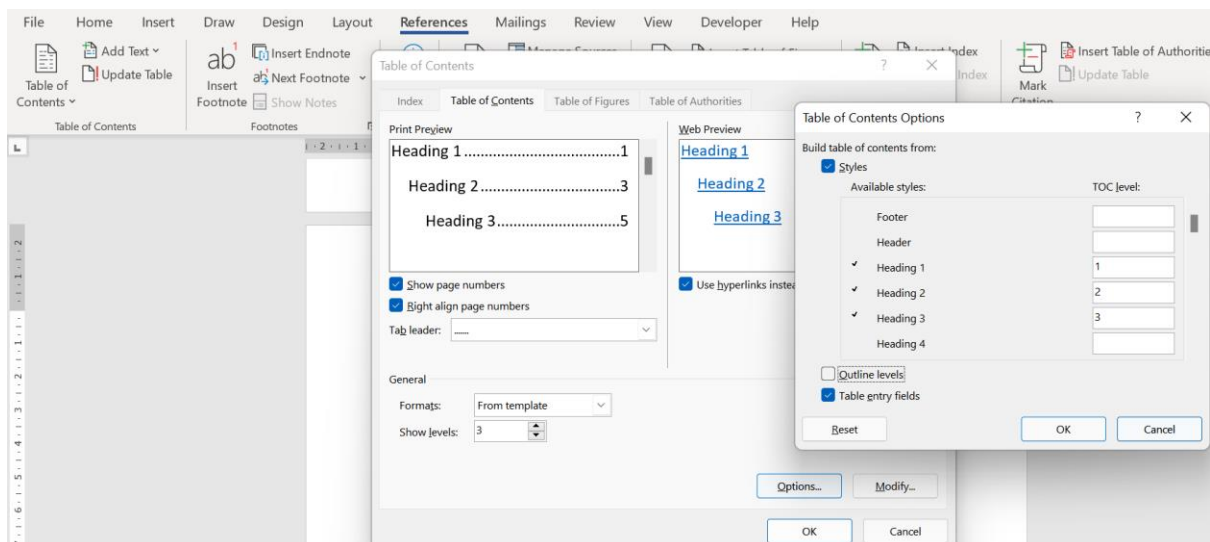 File Home Insert Draw Design Layout References Mailings Review View Developer Help
Table of Contents
Add Text
Update Table
Table of Contents
ab1
Insert Footnote
Insert Endnote
Next Footnote
Show Notes
Footnotes
Index
Mark
Insert Table of Authoritie
Update Table
Table of Contents ? ×
Index Table of Contents Table of Figures Table of Authorities
Print Preview
Heading 1..........1
Heading 2..........3
Heading 3..........5
Show page numbers
Right align page numbers
Tab leader: ......
Web Preview
Heading 1
Heading 2
Heading 3
Use hyperlinks instea
General
Formats: From template
Show levels: 3
Options... Modify...
OK Cancel
Table of Contents Options ? ×
Build table of contents from:
Styles
Available styles: TOC level:
Footer
Header
Heading 1 1
Heading 2 2
Heading 3 3
Heading 4
Outline levels
Table entry fields
Reset OK Cancel